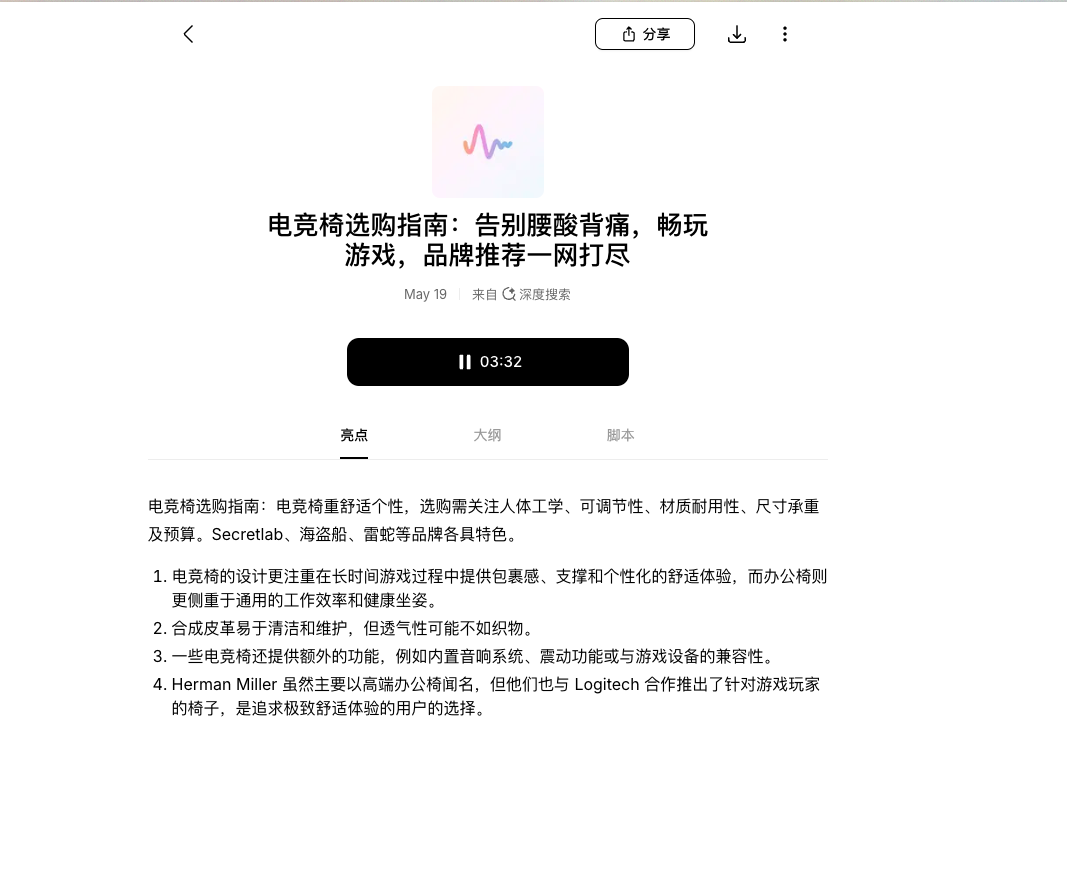 分享
电竞椅选购指南：告别腰酸背痛，畅玩
游戏，品牌推荐一网打尽
May 19 来自 深度搜索
03:32
亮点 大纲 脚本
电竞椅选购指南：电竞椅重舒适个性，选购需关注人体工学、可调节性、材质耐用性、尺寸承重
及预算。Secretlab、海盗船、雷蛇等品牌各具特色。
1. 电竞椅的设计更注重在长时间游戏过程中提供包裹感、支撑和个性化的舒适体验，而办公椅则
更侧重于通用的工作效率和健康坐姿。
2. 合成皮革易于清洁和维护，但透气性可能不如织物。
3. 一些电竞椅还提供额外的功能，例如内置音响系统、震动功能或与游戏设备的兼容性。
4. Herman Miller 虽然主要以高端办公椅闻名，但他们也与 Logitech 合作推出了针对游戏玩家
的椅子，是追求极致舒适体验的用户的选择。